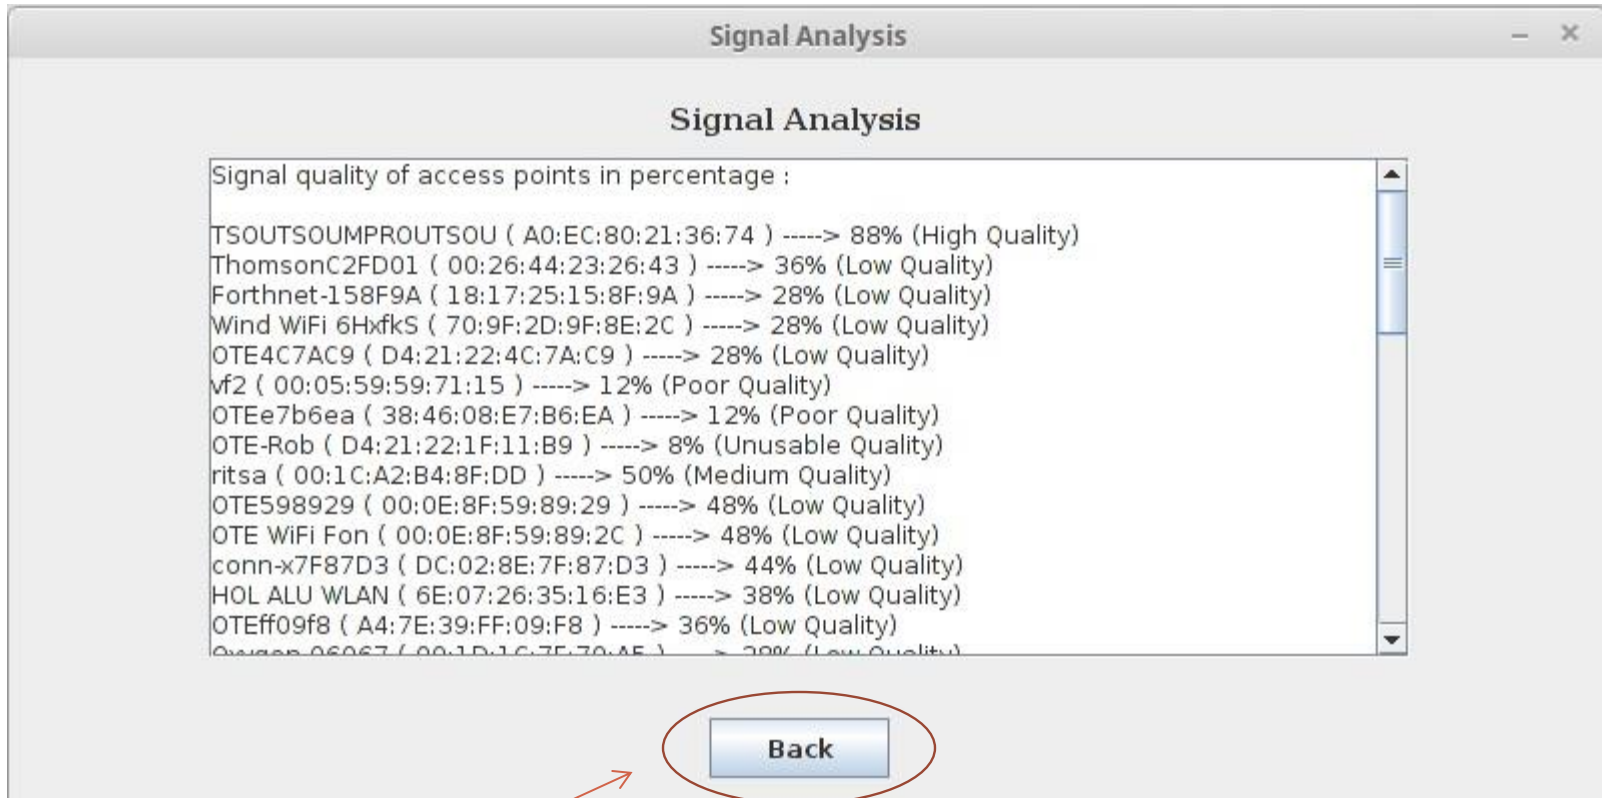 Signal Analysis
Signal Analysis
Signal quality of access points in percentage :
TSOUTSOUMPROUTSOU ( A0:EC:80:21:36:74 ) -----> 88% (High Quality)
ThomsonC2FD01 ( 00:26:44:23:26:43 ) -----> 36% (Low Quality)
Forthnet-158F9A ( 18:17:25:15:8F:9A ) -----> 28% (Low Quality)
Wind WiFi 6HxfkS ( 70:9F:2D:9F:8E:2C ) -----> 28% (Low Quality)
OTE4C7AC9 ( D4:21:22:4C:7A:C9 ) -----> 28% (Low Quality)
vf2 ( 00:05:59:59:71:15 ) -----> 12% (Poor Quality)
OTEe7b6ea ( 38:46:08:E7:B6:EA ) -----> 12% (Poor Quality)
OTE-Rob ( D4:21:22:1F:11:B9 ) -----> 8% (Unusable Quality)
ritsa ( 00:1C:A2:B4:8F:DD ) -----> 50% (Medium Quality)
OTE598929 ( 00:0E:8F:59:89:29 ) -----> 48% (Low Quality)
OTE WiFi Fon ( 00:0E:8F:59:89:2C ) -----> 48% (Low Quality)
conn-x7F87D3 ( DC:02:8E:7F:87:D3 ) -----> 44% (Low Quality)
HOL ALU WLAN ( 6E:07:26:35:16:E3 ) -----> 38% (Low Quality)
OTEff09f8 ( A4:7E:39:FF:09:F8 ) -----> 36% (Low Quality)
(Low Quality)
Back